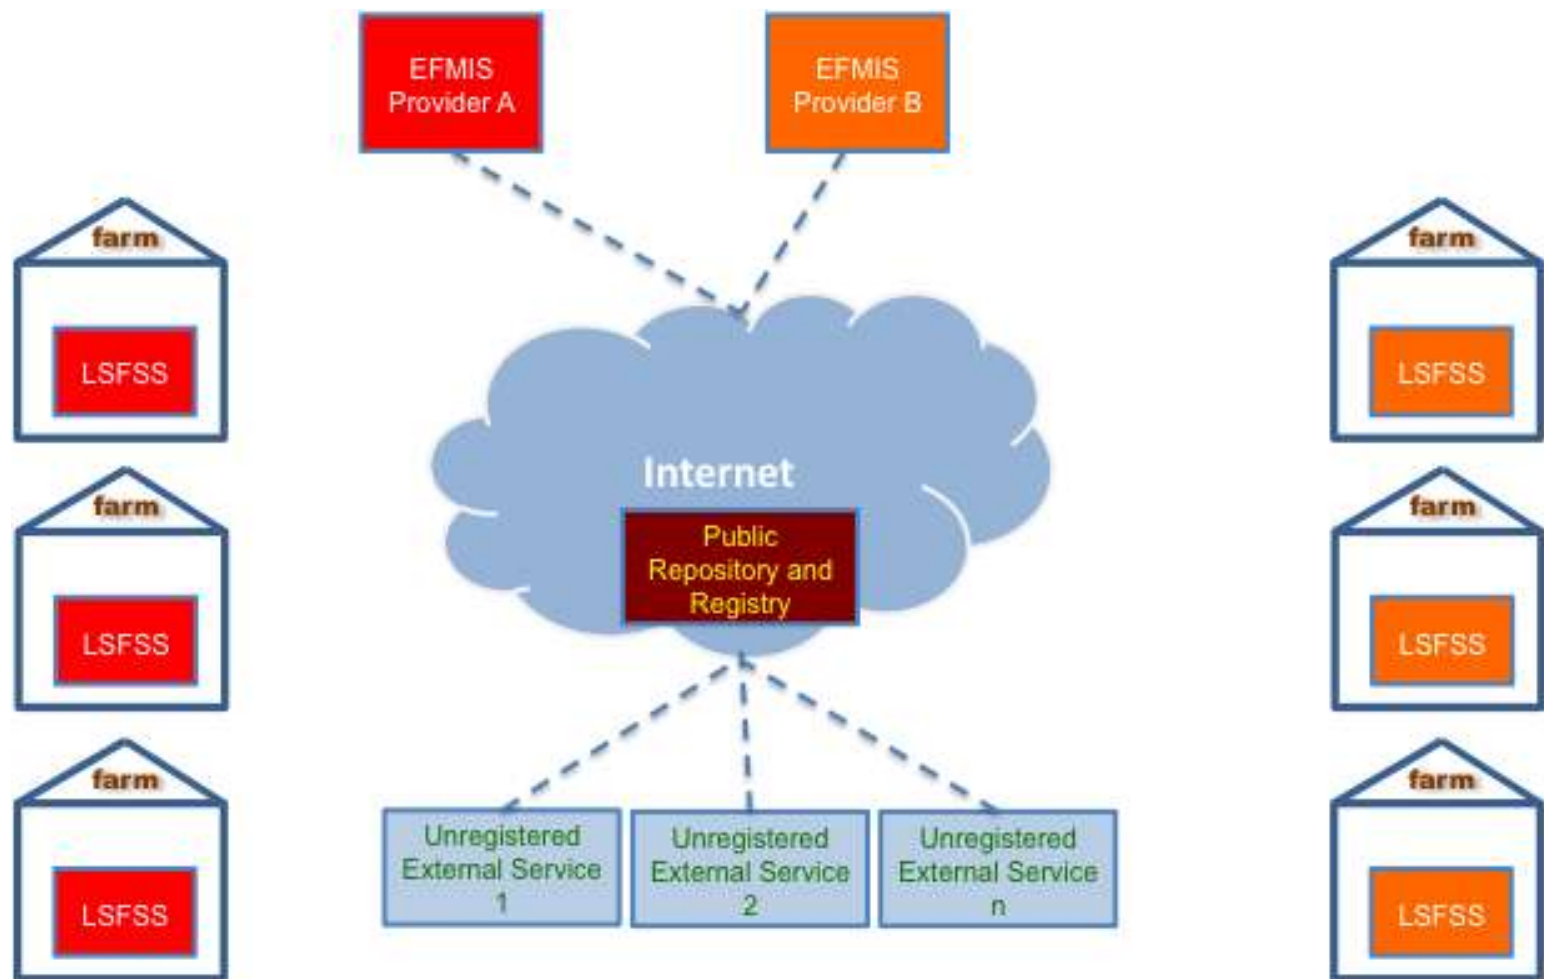 EFMIS
Provider A
EFMIS
Provider B
farm
LSFSS
farm
LSFSS
farm
LSFSS
Internet
Public
Repository and
Registry
Unregistered
External Service
1
Unregistered
External Service
2
Unregistered
External Service
n
farm
LSFSS
farm
LSFSS
farm
LSFSS